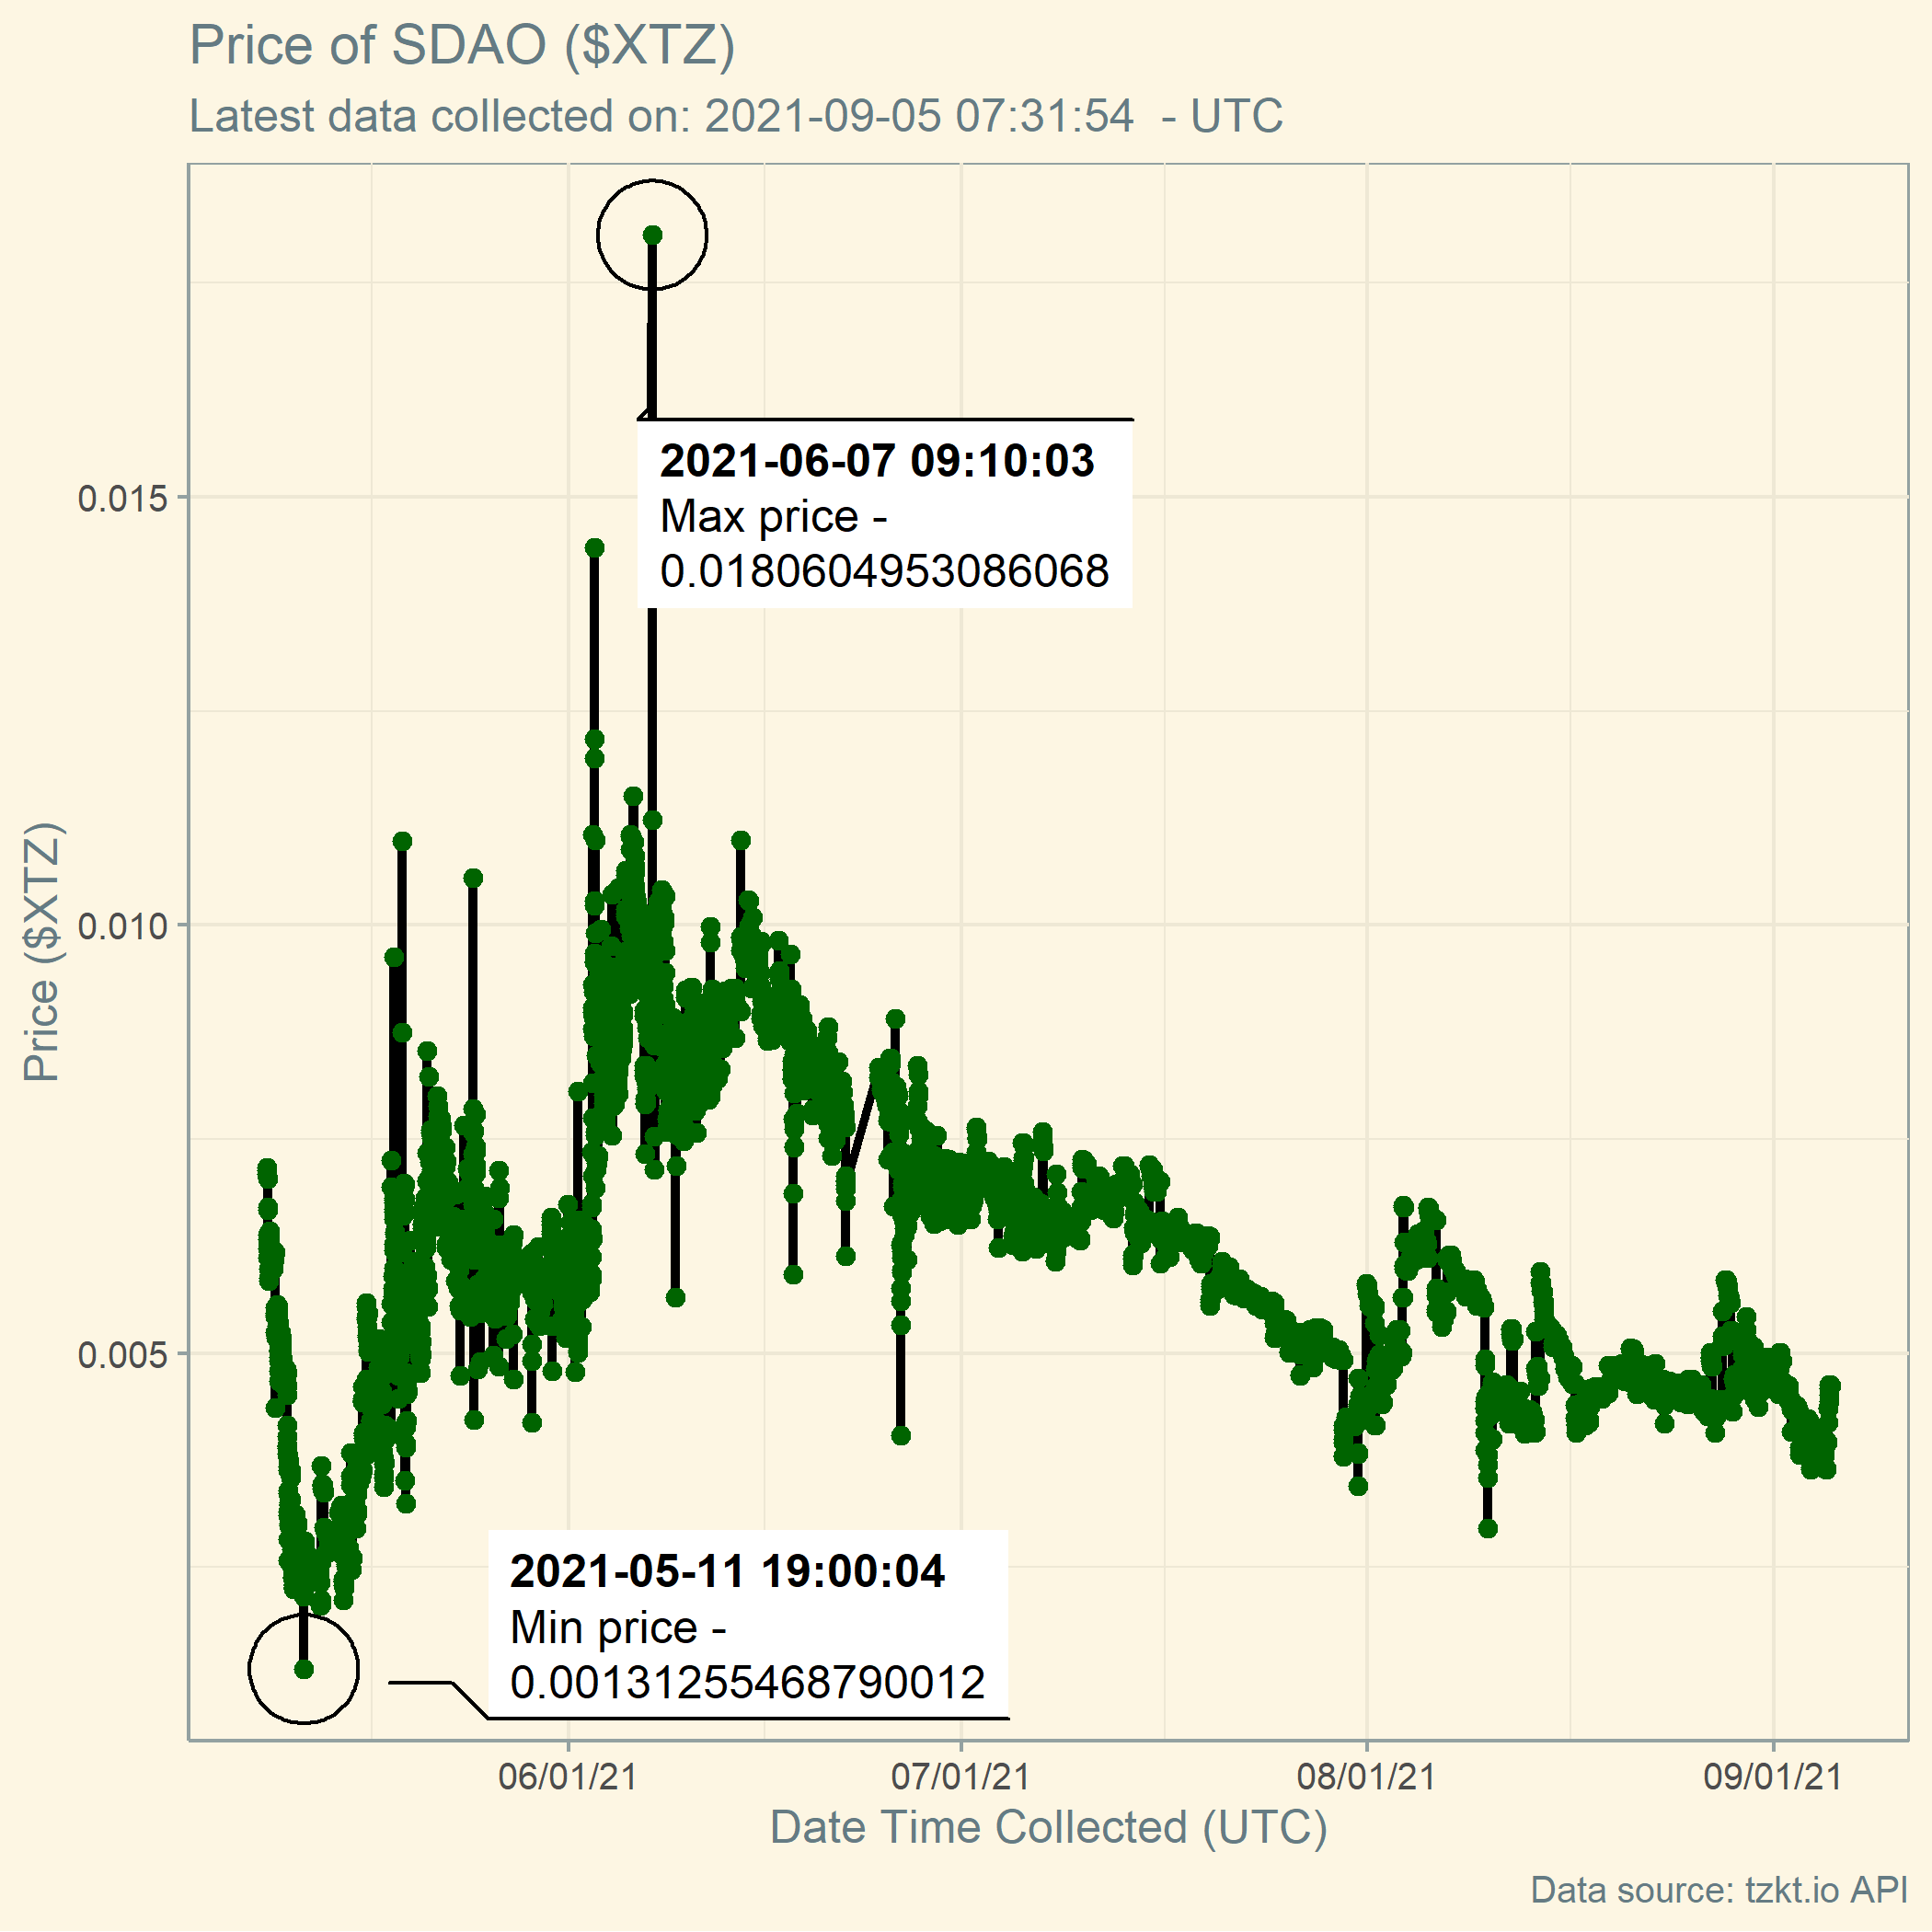 Price of SDAO ($XTZ)
Latest data collected on: 2021-09-05 07:31:54  - UTC
2021-06-07 09:10:03
Max price -
0.0180604953086068
0.015
0.010
0.005
Price ($XTZ)
2021-05-11 19:00:04
Min price -
0.00131255468790012
06/01/21
07/01/21
08/01/21
09/01/21
Date Time Collected (UTC)
Data source: tzkt.io API